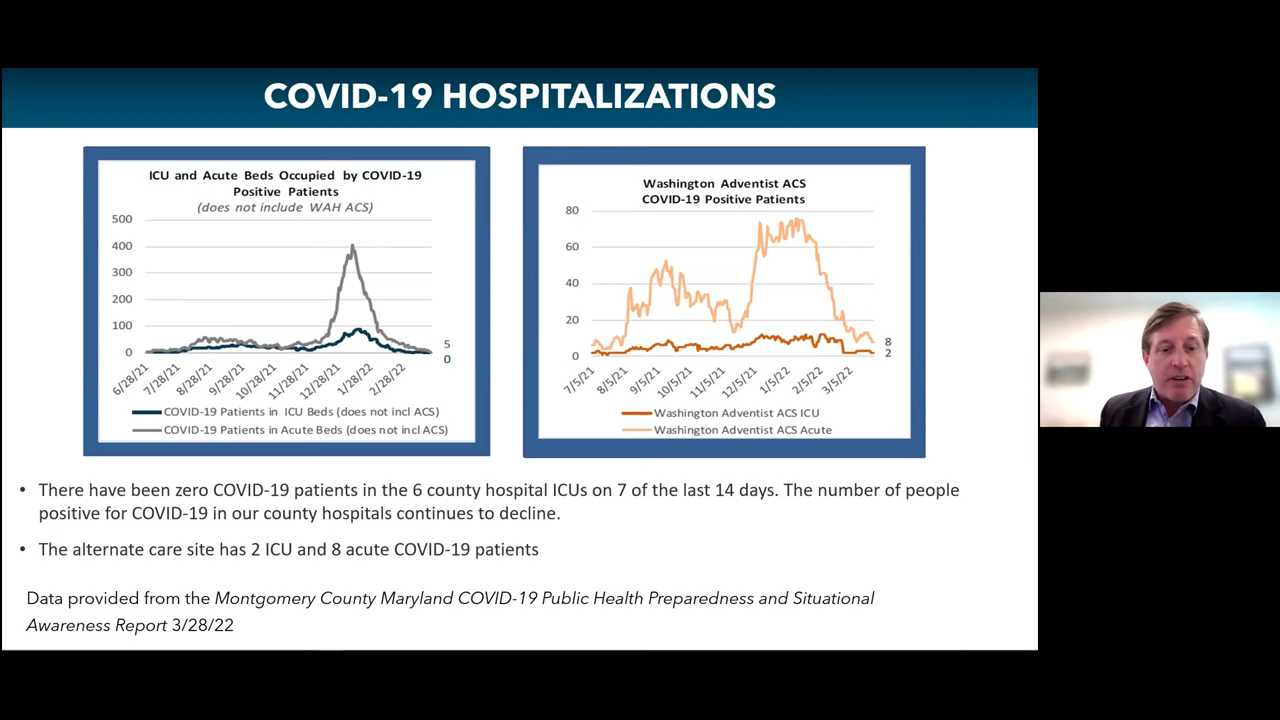 COVID-19 HOSPITALIZATIONS
ICU and Acute Beds Occupied by COVID-19
Positive Patients
(does not include WAH ACS)
500
400
300
200
100
0
5
0
6/28/21
7/28/21
8/28/21
9/28/21
10/28/21
11/28/21
12/28/21
1/28/22
2/28/22
COVID-19 Patients in ICU Beds (does not incl ACS)
COVID-19 Patients in Acute Beds (does not incl ACS)
Washington Adventist ACS
COVID-19 Positive Patients
80
60
40
20
0
8
2
7/5/21
8/5/21
9/5/21
10/5/21
11/5/21
12/5/21
1/5/22
2/5/22
3/5/22
Washington Adventist ACS ICU
Washington Adventist ACS Acute
• There have been zero COVID-19 patients in the 6 county hospital ICUs on 7 of the last 14 days. The number of people
positive for COVID-19 in our county hospitals continues to decline.
• The alternate care site has 2 ICU and 8 acute COVID-19 patients
Data provided from the Montgomery County Maryland COVID-19 Public Health Preparedness and Situational
Awareness Report 3/28/22